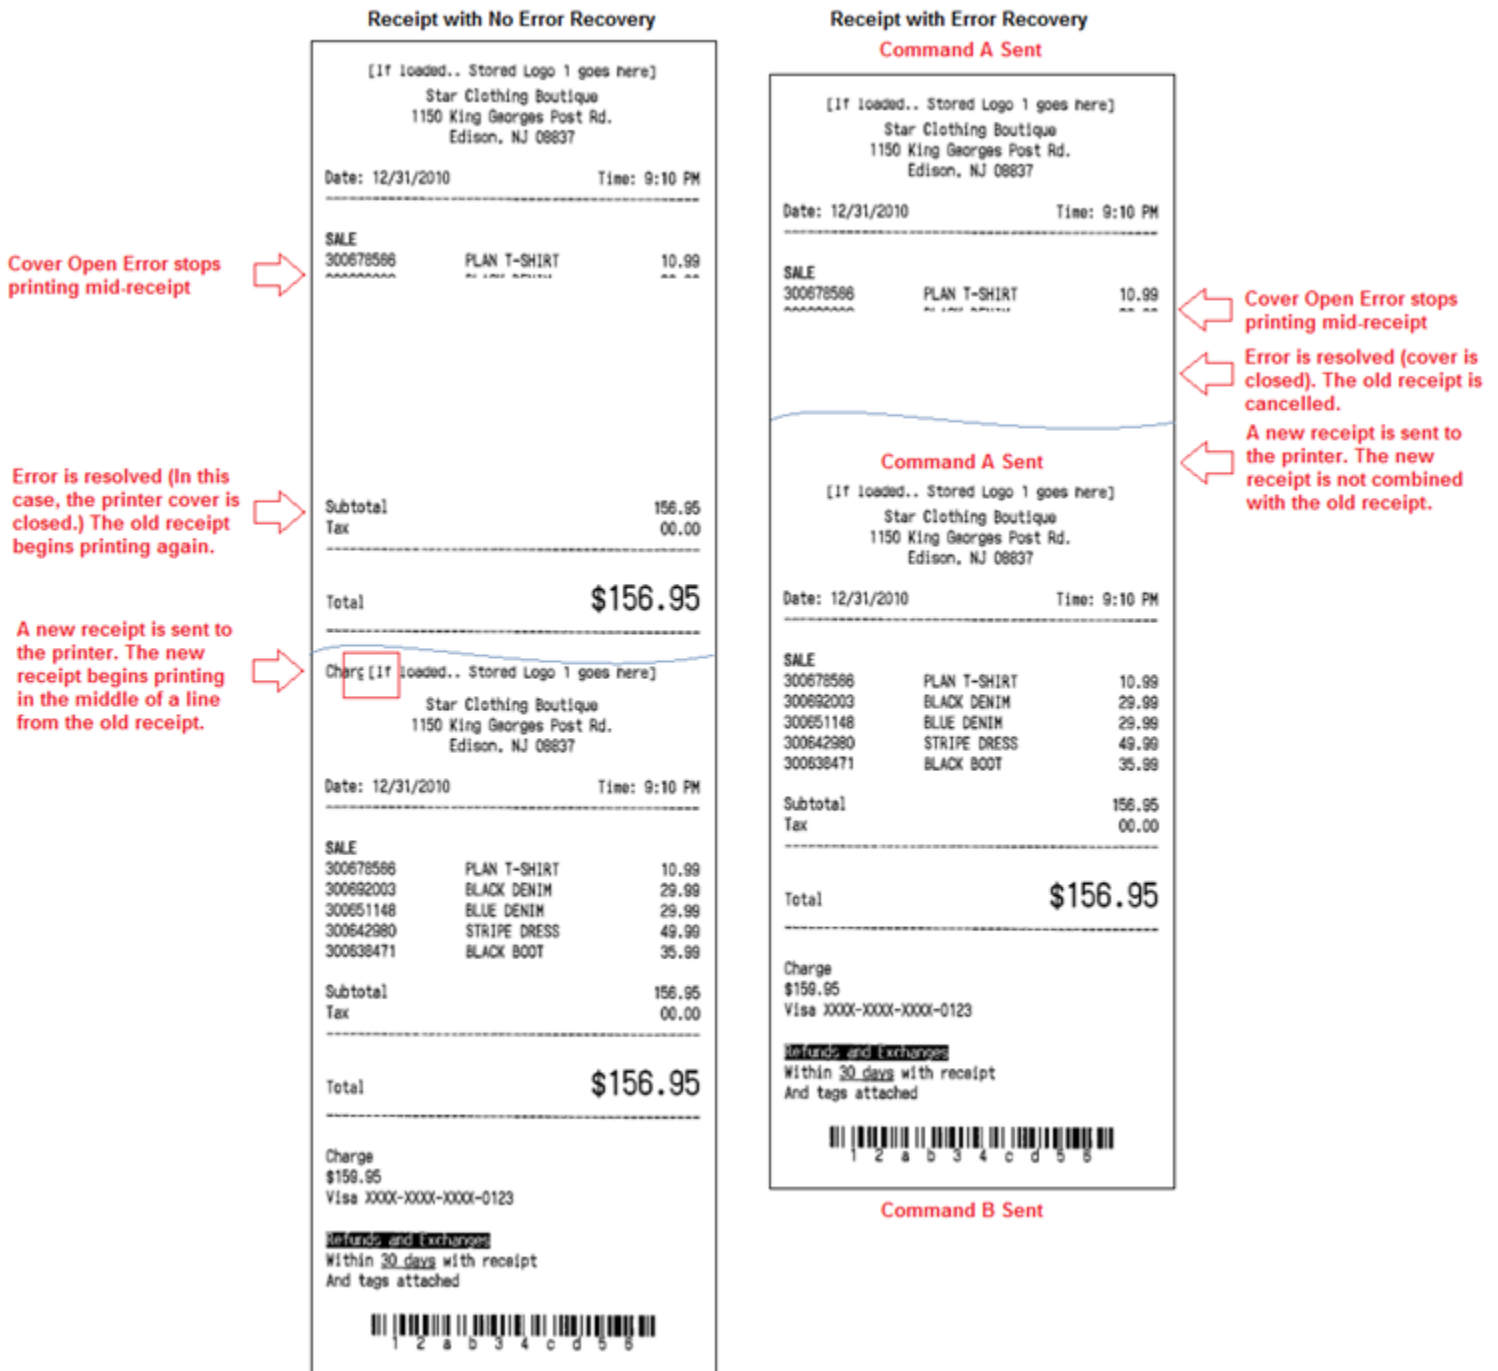 Receipt with No Error Recovery
[If loaded.. Stored Logo 1 goes here]
Star Clothing Boutique
1150 King Georges Post Rd.
Edison, NJ 08837
Date: 12/31/2010 Time: 9:10 PM
SALE
300678566 PLAN T-SHIRT 10.99
Cover Open Error stops
printing mid-receipt
Error is resolved (In this
case, the printer cover is
closed.) The old receipt
begins printing again.
Subtotal 156.95
Tax 00.00
Total $156.95
A new receipt is sent to
the printer. The new
receipt begins printing
in the middle of a line
from the old receipt.
Charg [If loaded.. Stored Logo 1 goes here]
Star Clothing Boutique
1150 King Georges Post Rd.
Edison, NJ 08837
Date: 12/31/2010 Time: 9:10 PM
SALE
300678566 PLAN T-SHIRT 10.99
300692003 BLACK DENIM 29.99
300651148 BLUE DENIM 29.99
300642980 STRIPE DRESS 49.99
300638471 BLACK BOOT 35.99
Subtotal 156.95
Tax 00.00
Total $156.95
Charge
$159.95
Visa XXXX-XXXX-XXXX-0123
Refunds and Exchanges
Within 30 days with receipt
And tags attached
1 2 a b 3 4 c d 5 6
Receipt with Error Recovery
Command A Sent
[If loaded.. Stored Logo 1 goes here]
Star Clothing Boutique
1150 King Georges Post Rd.
Edison, NJ 08837
Date: 12/31/2010 Time: 9:10 PM
SALE
300678566 PLAN T-SHIRT 10.99
Cover Open Error stops
printing mid-receipt
Error is resolved (cover is
closed). The old receipt is
cancelled.
A new receipt is sent to
the printer. The new
receipt is not combined
with the old receipt.
Command A Sent
[If loaded.. Stored Logo 1 goes here]
Star Clothing Boutique
1150 King Georges Post Rd.
Edison, NJ 08837
Date: 12/31/2010 Time: 9:10 PM
SALE
300678566 PLAN T-SHIRT 10.99
300692003 BLACK DENIM 29.99
300651148 BLUE DENIM 29.99
300642980 STRIPE DRESS 49.99
300638471 BLACK BOOT 35.99
Subtotal 156.95
Tax 00.00
Total $156.95
Charge
$159.95
Visa XXXX-XXXX-XXXX-0123
Refunds and Exchanges
Within 30 days with receipt
And tags attached
1 2 a b 3 4 c d 5 6
Command B Sent